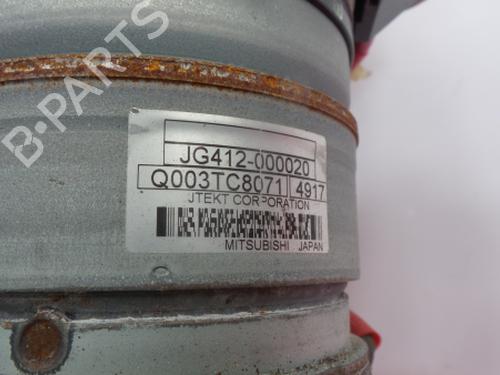 B-PARTS
JG412-000020
Q003TC8071 4917
JTEKT CORPORATION
MITSUBISHI JAPAN